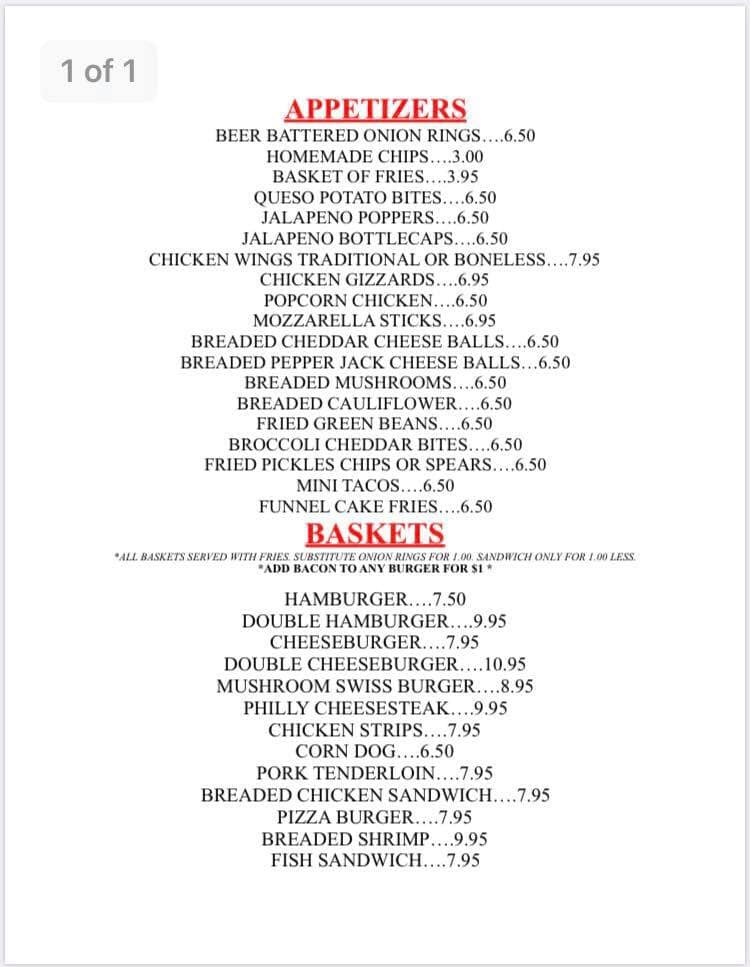 1 of 1
APPETIZERS
BEER BATTERED ONION RINGS….6.50
HOMEMADE CHIPS….3.00
BASKET OF FRIES….3.95
QUESO POTATO BITES….6.50
JALAPENO POPPERS….6.50
JALAPENO BOTTLECAPS….6.50
CHICKEN WINGS TRADITIONAL OR BONELESS….7.95
CHICKEN GIZZARDS….6.95
POPCORN CHICKEN….6.50
MOZZARELLA STICKS….6.95
BREADED CHEDDAR CHEESE BALLS….6.50
BREADED PEPPER JACK CHEESE BALLS…6.50
BREADED MUSHROOMS….6.50
BREADED CAULIFLOWER….6.50
FRIED GREEN BEANS….6.50
BROCCOLI CHEDDAR BITES….6.50
FRIED PICKLES CHIPS OR SPEARS….6.50
MINI TACOS….6.50
FUNNEL CAKE FRIES….6.50
BASKETS
*ALL BASKETS SERVED WITH FRIES. SUBSTITUTE ONION RINGS FOR 1.00. SANDWICH ONLY FOR 1.00 LESS.
*ADD BACON TO ANY BURGER FOR $1 *
HAMBURGER….7.50
DOUBLE HAMBURGER….9.95
CHEESEBURGER….7.95
DOUBLE CHEESEBURGER….10.95
MUSHROOM SWISS BURGER….8.95
PHILLY CHEESESTEAK….9.95
CHICKEN STRIPS….7.95
CORN DOG….6.50
PORK TENDERLOIN….7.95
BREADED CHICKEN SANDWICH….7.95
PIZZA BURGER….7.95
BREADED SHRIMP….9.95
FISH SANDWICH….7.95